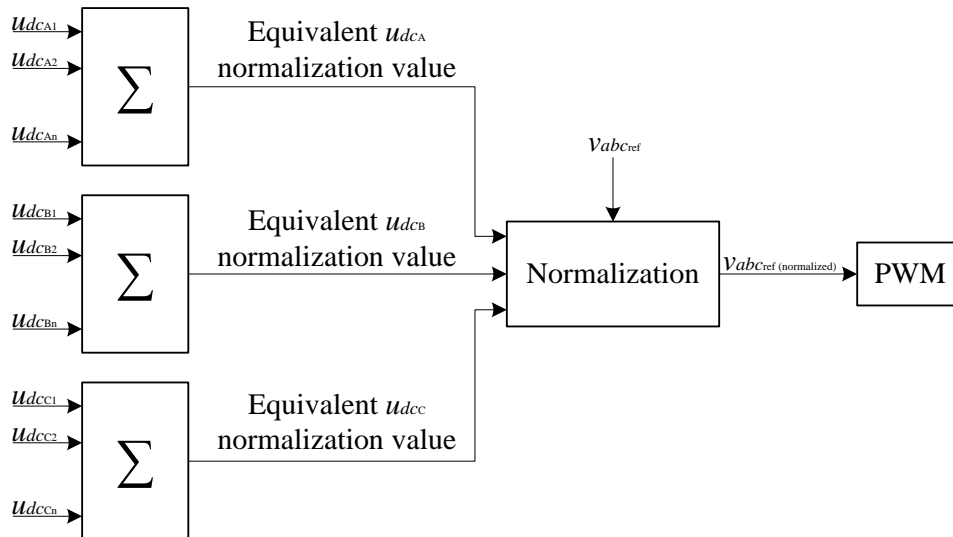 udcA1
udcA2
udcAn
∑
Equivalent udcA
normalization value
udcB1
udcB2
udcBn
∑
Equivalent udcB
normalization value
udcC1
udcC2
udcCn
∑
Equivalent udcC
normalization value
vabcref
Normalization
vabcref (normalized)
PWM